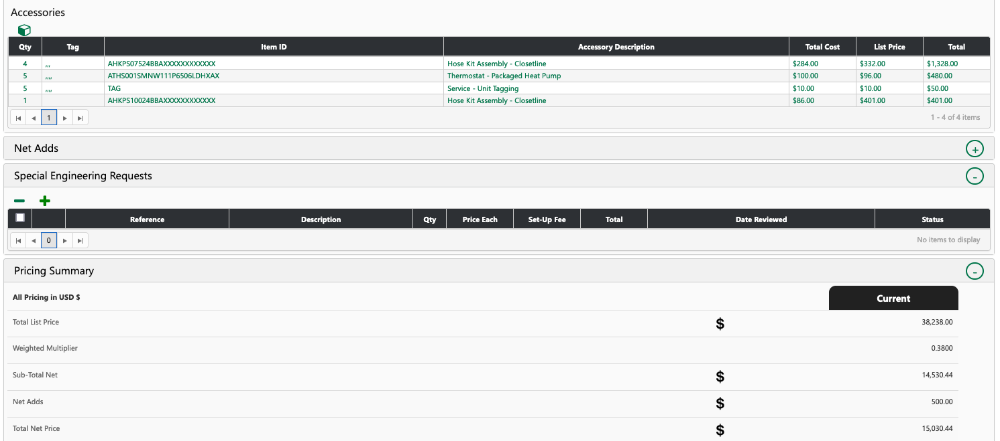 Accessories
Qty Tag Item ID Accessory Description Total Cost List Price Total
4 ,,, AHKPS07524BBAXXXXXXXXXXXX Hose Kit Assembly - Closetline $284.00 $332.00 $1,328.00
5 ,,,, ATHS001SMNW111P6506LDHXAX Thermostat - Packaged Heat Pump $100.00 $96.00 $480.00
5 ,,,, TAG Service - Unit Tagging $10.00 $10.00 $50.00
1 AHKPS10024BBAXXXXXXXXXXXX Hose Kit Assembly - Closetline $86.00 $401.00 $401.00
1 1 - 4 of 4 items
Net Adds +
Special Engineering Requests -
Reference Description Qty Price Each Set-Up Fee Total Date Reviewed Status
0 No items to display
Pricing Summary -
All Pricing in USD $ Current
Total List Price $ 38,238.00
Weighted Multiplier 0.3800
Sub-Total Net $ 14,530.44
Net Adds $ 500.00
Total Net Price $ 15,030.44